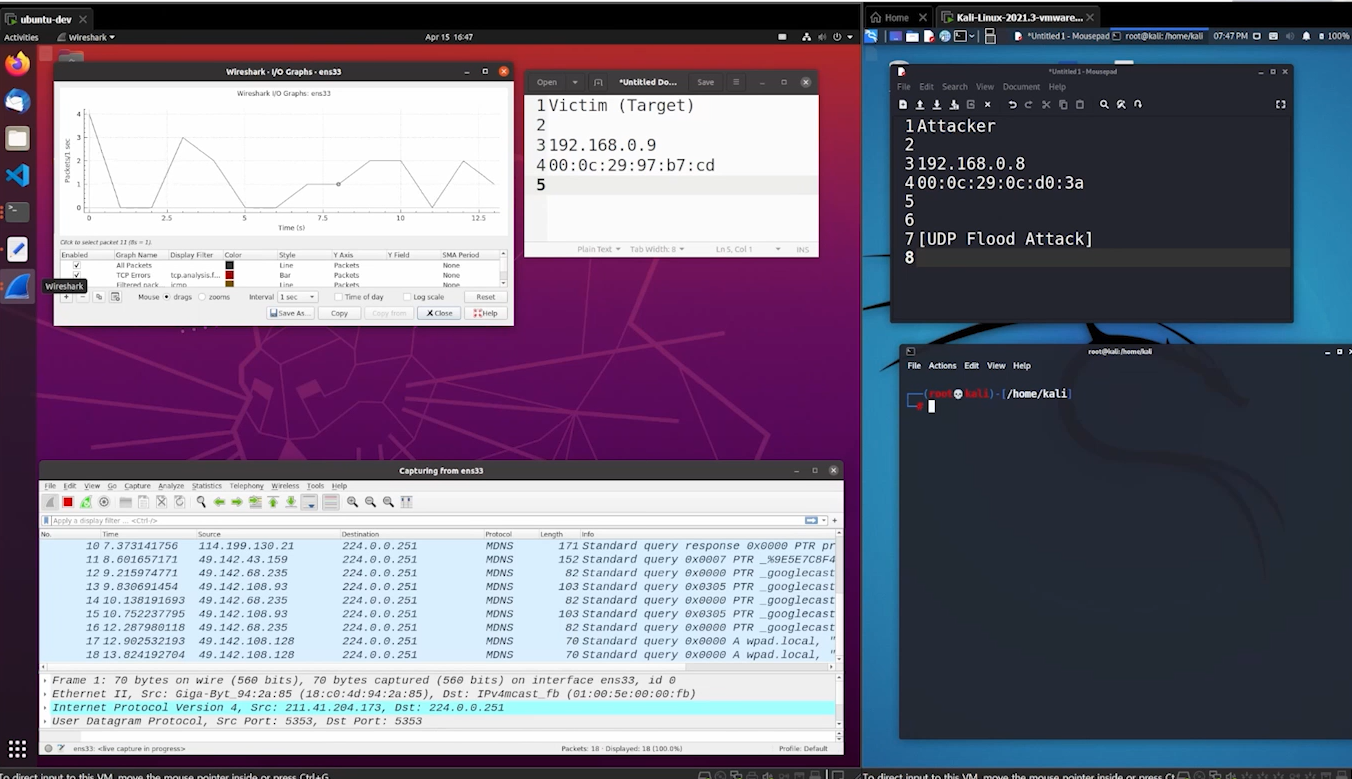 ubuntu-dev
Activities Wireshark Apr 15 16:47
Wireshark · I/O Graphs · ens33
Wireshark I/O Graphs: ens33
Packets/1 sec
4
3
2
1
0
0 2.5 5 7.5 10 12.5
Time (s)
Click to select packet 11 (8s = 1).
Enabled Graph Name Display Filter Color Style Y Axis Y Field SMA Period
All Packets Line Packets None
TCP Errors tcp.analysis.f... Bar Packets None
Filtered pack... icmp Line Packets None
Wireshark
+ − Mouse drags zooms Interval 1 sec Time of day Log scale Reset
Save As... Copy Copy from Close Help
Open *Untitled Do... Save
1 Victim (Target)
2
3 192.168.0.9
4 00:0c:29:97:b7:cd
5
Plain Text Tab Width: 8 Ln 5, Col 1 INS
Capturing from ens33
File Edit View Go Capture Analyze Statistics Telephony Wireless Tools Help
Apply a display filter ... <Ctrl-/>
No. Time Source Destination Protocol Length Info
10 7.373141756 114.199.130.21 224.0.0.251 MDNS 171 Standard query response 0x0000 PTR pr
11 8.601657171 49.142.43.159 224.0.0.251 MDNS 152 Standard query 0x0007 PTR _%9E5E7C8F4
12 9.215974771 49.142.68.235 224.0.0.251 MDNS 82 Standard query 0x0000 PTR _googlecast
13 9.830691454 49.142.108.93 224.0.0.251 MDNS 103 Standard query 0x0305 PTR _googlecast
14 10.138191693 49.142.68.235 224.0.0.251 MDNS 82 Standard query 0x0000 PTR _googlecast
15 10.752237795 49.142.108.93 224.0.0.251 MDNS 103 Standard query 0x0305 PTR _googlecast
16 12.287980118 49.142.68.235 224.0.0.251 MDNS 82 Standard query 0x0000 PTR _googlecast
17 12.902532193 49.142.108.128 224.0.0.251 MDNS 70 Standard query 0x0000 A wpad.local, "
18 13.824192704 49.142.108.128 224.0.0.251 MDNS 70 Standard query 0x0000 A wpad.local, "
Frame 1: 70 bytes on wire (560 bits), 70 bytes captured (560 bits) on interface ens33, id 0
Ethernet II, Src: Giga-Byt_94:2a:85 (18:c0:4d:94:2a:85), Dst: IPv4mcast_fb (01:00:5e:00:00:fb)
Internet Protocol Version 4, Src: 211.41.204.173, Dst: 224.0.0.251
User Datagram Protocol, Src Port: 5353, Dst Port: 5353
ens33: <live capture in progress> Packets: 18 · Displayed: 18 (100.0%) Profile: Default
To direct input to this VM, move the mouse pointer inside or press Ctrl+G.
Home Kali-Linux-2021.3-vmware...
*Untitled 1 - Mousepad root@kali: /home/kali 07:47 PM 100%
*Untitled 1 - Mousepad
File Edit Search View Document Help
1 Attacker
2
3 192.168.0.8
4 00:0c:29:0c:d0:3a
5
6
7 [UDP Flood Attack]
8
root@kali: /home/kali
File Actions Edit View Help
(root💀kali)-[/home/kali]
#
To direct input to this VM, move the mouse pointer inside or press Ct